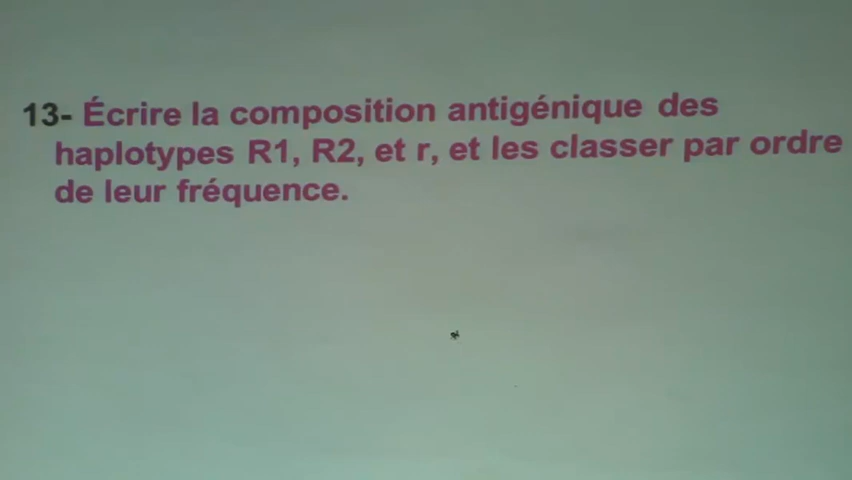 13- Écrire la composition antigénique des
haplotypes R1, R2, et r, et les classer par ordre
de leur fréquence.